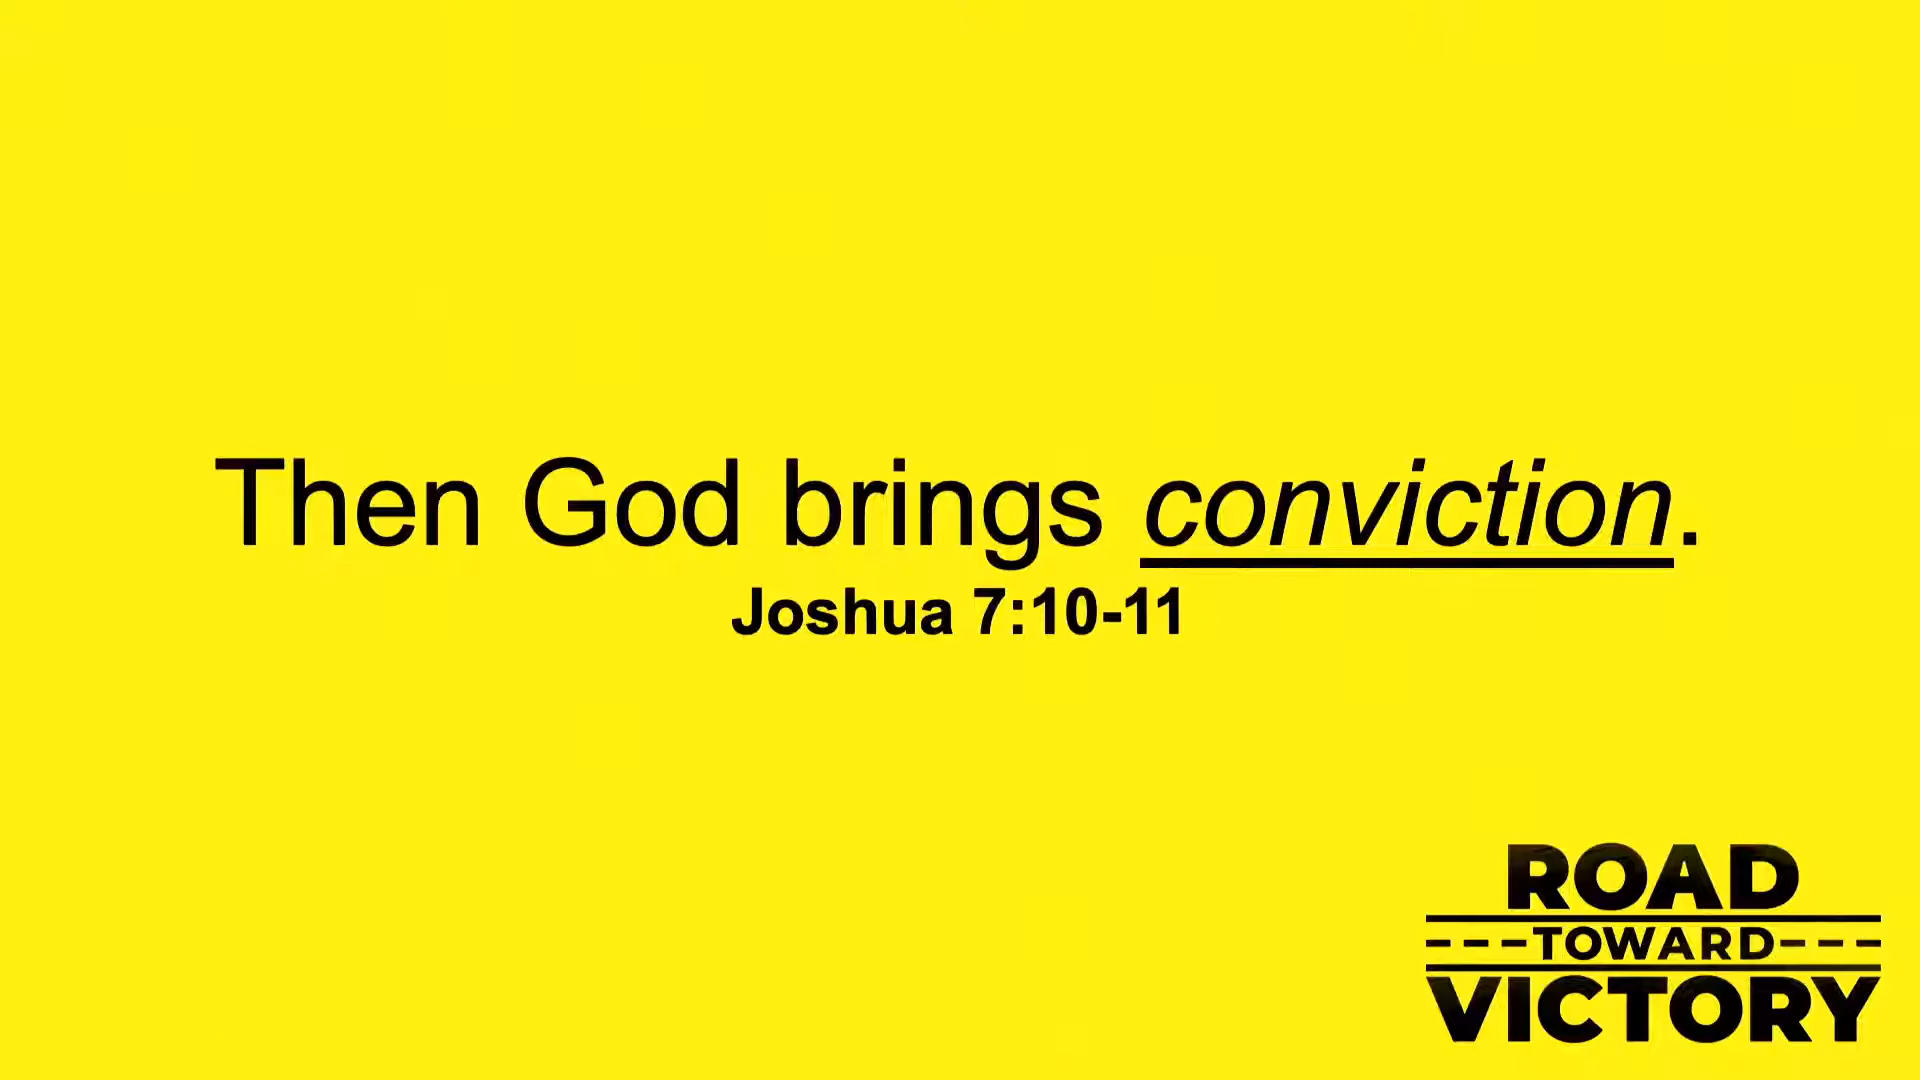 Then God brings conviction.
Joshua 7:10-11
ROAD
TOWARD
VICTORY